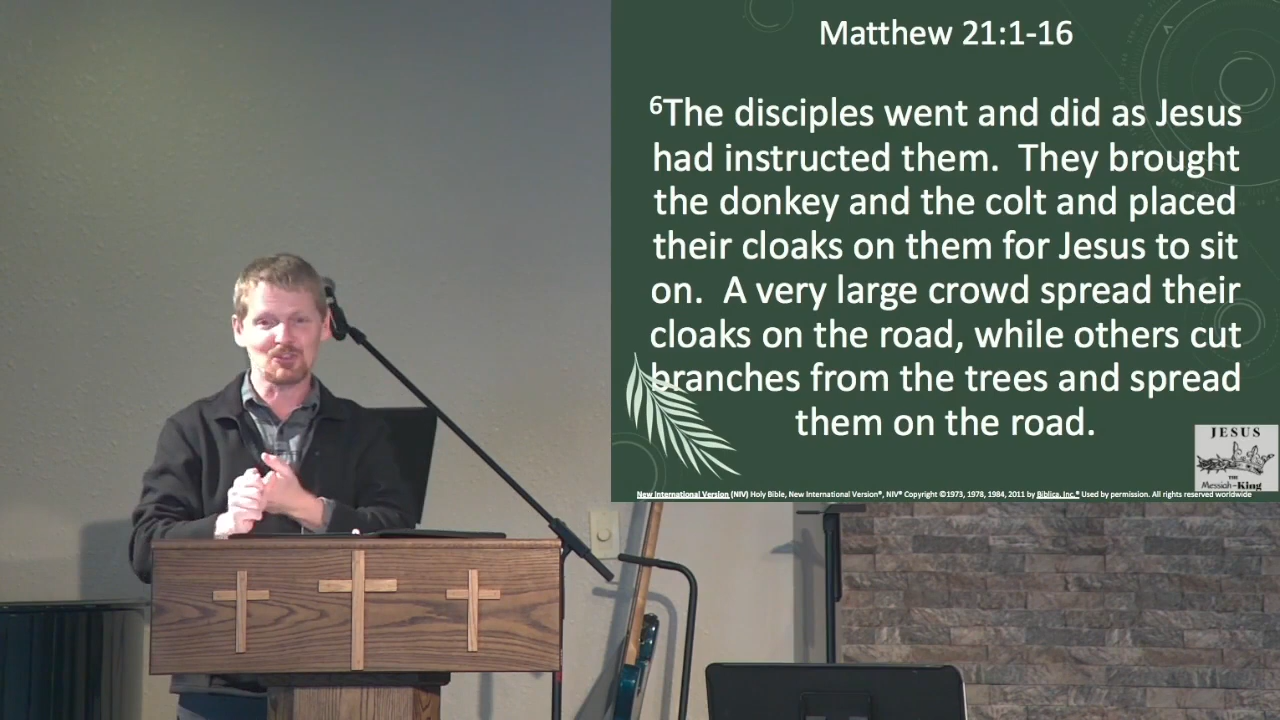 Matthew 21:1-16
⁶The disciples went and did as Jesus
had instructed them.  They brought
the donkey and the colt and placed
their cloaks on them for Jesus to sit
on.  A very large crowd spread their
cloaks on the road, while others cut
branches from the trees and spread
them on the road.
JESUS
THE
Messiah-King
New International Version (NIV) Holy Bible, New International Version®, NIV® Copyright ©1973, 1978, 1984, 2011 by Biblica, Inc.® Used by permission. All rights reserved worldwide